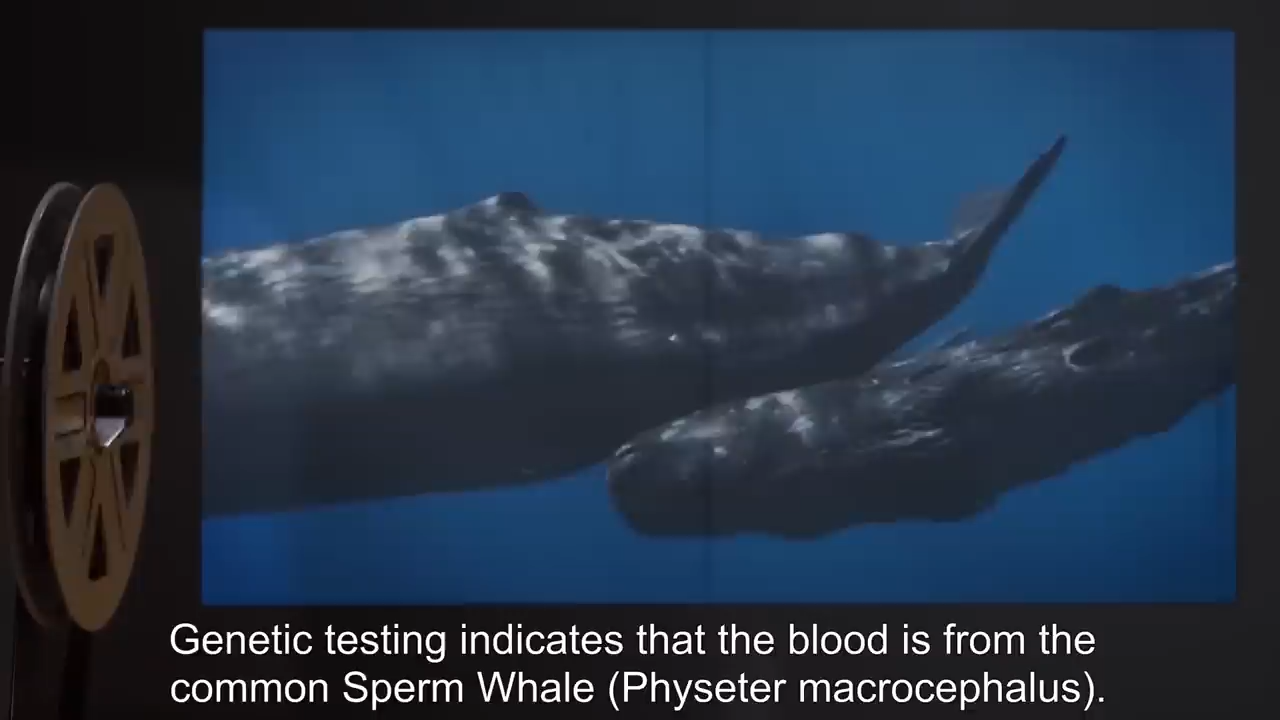 Genetic testing indicates that the blood is from the
common Sperm Whale (Physeter macrocephalus).